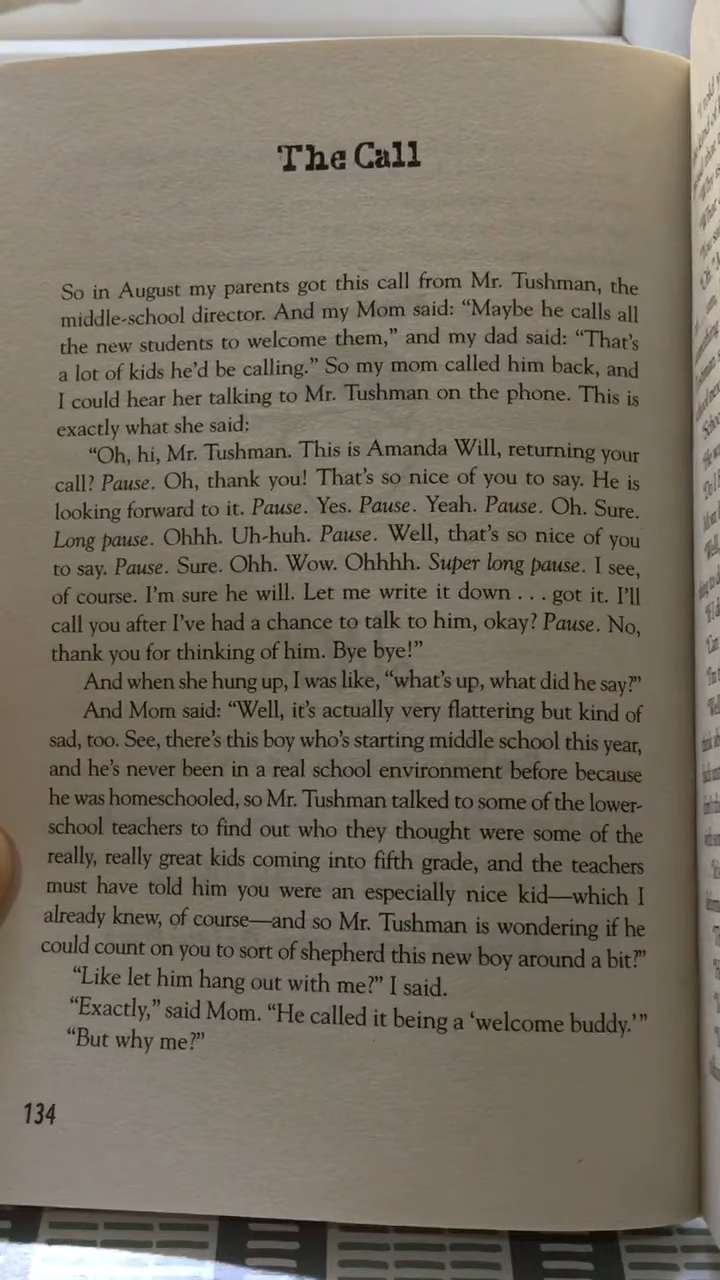 The Call
So in August my parents got this call from Mr. Tushman, the
middle-school director. And my Mom said: “Maybe he calls all
the new students to welcome them,” and my dad said: “That’s
a lot of kids he’d be calling.” So my mom called him back, and
I could hear her talking to Mr. Tushman on the phone. This is
exactly what she said:
“Oh, hi, Mr. Tushman. This is Amanda Will, returning your
call? Pause. Oh, thank you! That’s so nice of you to say. He is
looking forward to it. Pause. Yes. Pause. Yeah. Pause. Oh. Sure.
Long pause. Ohhh. Uh-huh. Pause. Well, that’s so nice of you
to say. Pause. Sure. Ohh. Wow. Ohhhh. Super long pause. I see,
of course. I’m sure he will. Let me write it down . . . got it. I’ll
call you after I’ve had a chance to talk to him, okay? Pause. No,
thank you for thinking of him. Bye bye!”
And when she hung up, I was like, “what’s up, what did he say?”
And Mom said: “Well, it’s actually very flattering but kind of
sad, too. See, there’s this boy who’s starting middle school this year,
and he’s never been in a real school environment before because
he was homeschooled, so Mr. Tushman talked to some of the lower-
school teachers to find out who they thought were some of the
really, really great kids coming into fifth grade, and the teachers
must have told him you were an especially nice kid—which I
already knew, of course—and so Mr. Tushman is wondering if he
could count on you to sort of shepherd this new boy around a bit?”
“Like let him hang out with me?” I said.
“Exactly,” said Mom. “He called it being a ‘welcome buddy.’”
“But why me?”
134